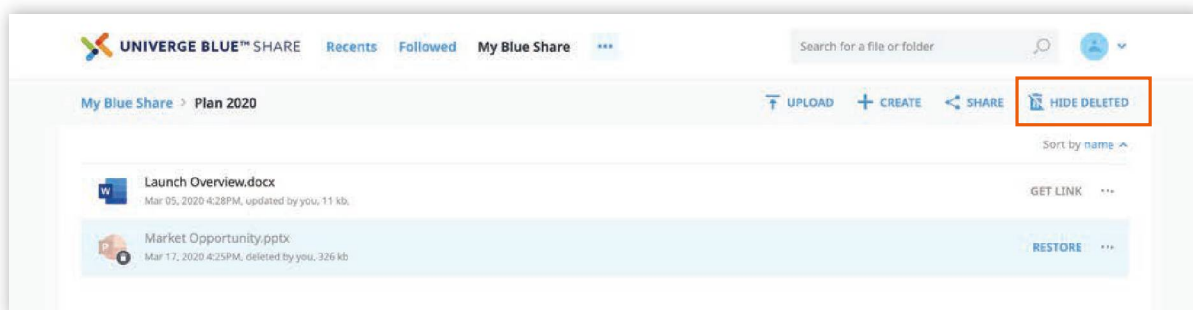 UNIVERGE BLUE™ SHARE Recents Followed My Blue Share ••• Search for a file or folder
My Blue Share > Plan 2020 UPLOAD + CREATE SHARE HIDE DELETED
Sort by name
W Launch Overview.docx GET LINK •••
Mar 05, 2020 4:28PM, updated by you, 11 kb.
P Market Opportunity.pptx RESTORE •••
Mar 17, 2020 4:25PM, deleted by you, 326 kb